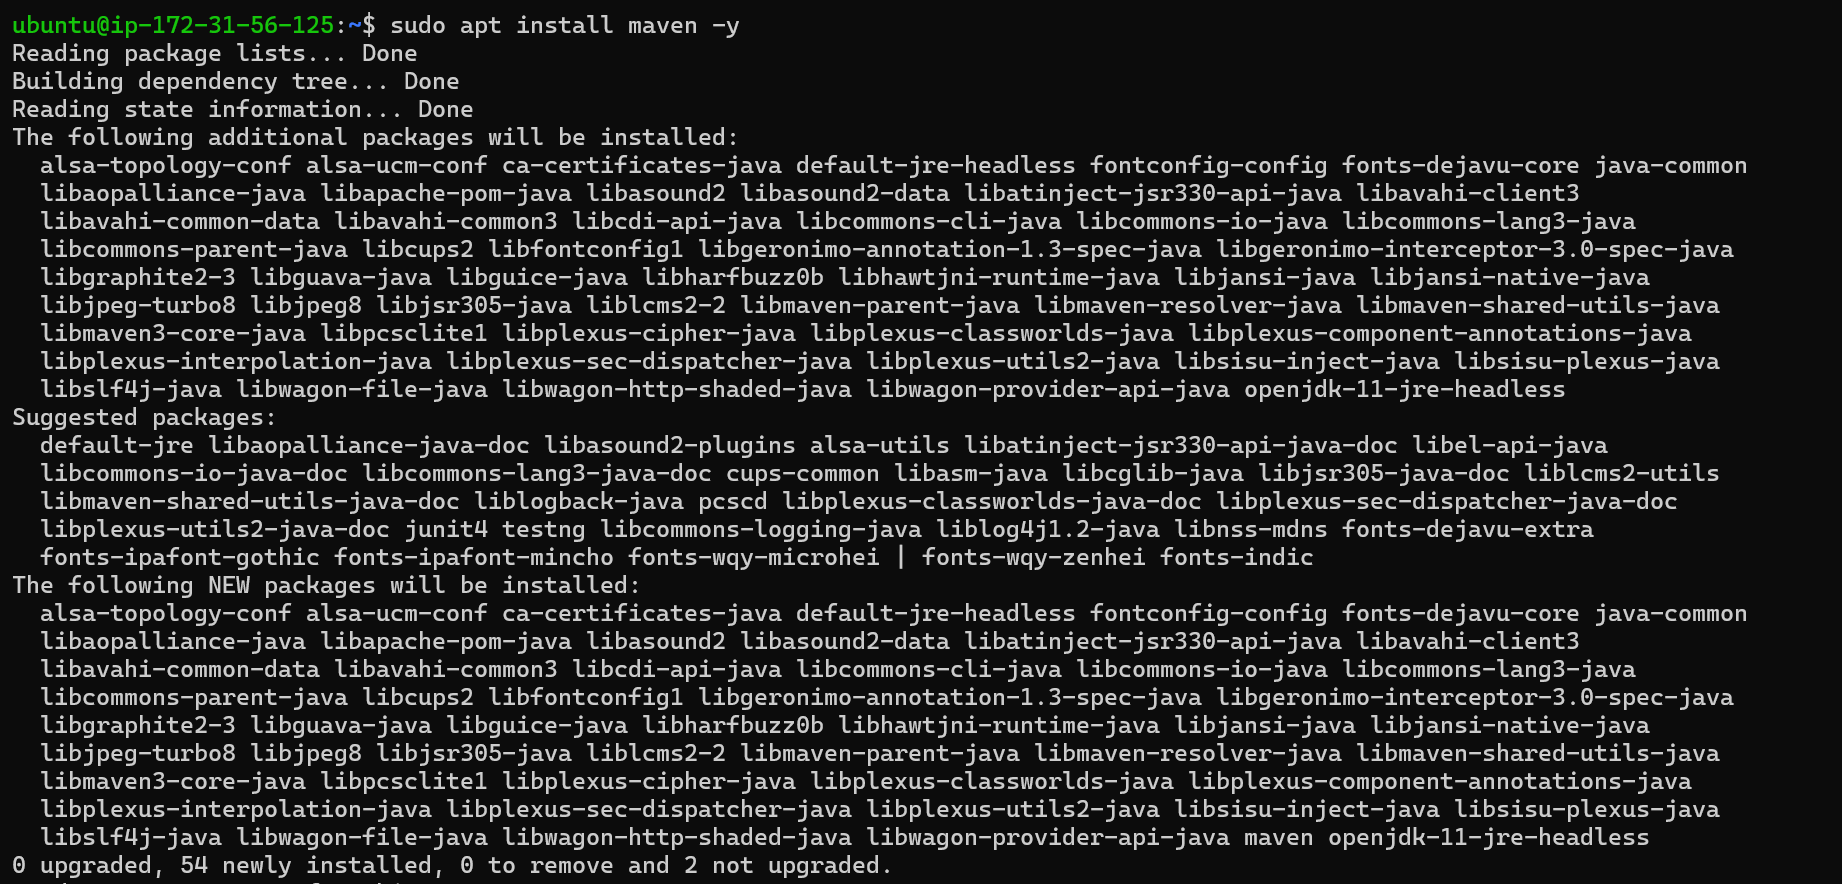 ubuntu@ip-172-31-56-125:~$ sudo apt install maven -y
Reading package lists... Done
Building dependency tree... Done
Reading state information... Done
The following additional packages will be installed:
  alsa-topology-conf alsa-ucm-conf ca-certificates-java default-jre-headless fontconfig-config fonts-dejavu-core java-common
  libaopalliance-java libapache-pom-java libasound2 libasound2-data libatinject-jsr330-api-java libavahi-client3
  libavahi-common-data libavahi-common3 libcdi-api-java libcommons-cli-java libcommons-io-java libcommons-lang3-java
  libcommons-parent-java libcups2 libfontconfig1 libgeronimo-annotation-1.3-spec-java libgeronimo-interceptor-3.0-spec-java
  libgraphite2-3 libguava-java libguice-java libharfbuzz0b libhawtjni-runtime-java libjansi-java libjansi-native-java
  libjpeg-turbo8 libjpeg8 libjsr305-java liblcms2-2 libmaven-parent-java libmaven-resolver-java libmaven-shared-utils-java
  libmaven3-core-java libpcsclite1 libplexus-cipher-java libplexus-classworlds-java libplexus-component-annotations-java
  libplexus-interpolation-java libplexus-sec-dispatcher-java libplexus-utils2-java libsisu-inject-java libsisu-plexus-java
  libslf4j-java libwagon-file-java libwagon-http-shaded-java libwagon-provider-api-java openjdk-11-jre-headless
Suggested packages:
  default-jre libaopalliance-java-doc libasound2-plugins alsa-utils libatinject-jsr330-api-java-doc libel-api-java
  libcommons-io-java-doc libcommons-lang3-java-doc cups-common libasm-java libcglib-java libjsr305-java-doc liblcms2-utils
  libmaven-shared-utils-java-doc liblogback-java pcscd libplexus-classworlds-java-doc libplexus-sec-dispatcher-java-doc
  libplexus-utils2-java-doc junit4 testng libcommons-logging-java liblog4j1.2-java libnss-mdns fonts-dejavu-extra
  fonts-ipafont-gothic fonts-ipafont-mincho fonts-wqy-microhei | fonts-wqy-zenhei fonts-indic
The following NEW packages will be installed:
  alsa-topology-conf alsa-ucm-conf ca-certificates-java default-jre-headless fontconfig-config fonts-dejavu-core java-common
  libaopalliance-java libapache-pom-java libasound2 libasound2-data libatinject-jsr330-api-java libavahi-client3
  libavahi-common-data libavahi-common3 libcdi-api-java libcommons-cli-java libcommons-io-java libcommons-lang3-java
  libcommons-parent-java libcups2 libfontconfig1 libgeronimo-annotation-1.3-spec-java libgeronimo-interceptor-3.0-spec-java
  libgraphite2-3 libguava-java libguice-java libharfbuzz0b libhawtjni-runtime-java libjansi-java libjansi-native-java
  libjpeg-turbo8 libjpeg8 libjsr305-java liblcms2-2 libmaven-parent-java libmaven-resolver-java libmaven-shared-utils-java
  libmaven3-core-java libpcsclite1 libplexus-cipher-java libplexus-classworlds-java libplexus-component-annotations-java
  libplexus-interpolation-java libplexus-sec-dispatcher-java libplexus-utils2-java libsisu-inject-java libsisu-plexus-java
  libslf4j-java libwagon-file-java libwagon-http-shaded-java libwagon-provider-api-java maven openjdk-11-jre-headless
0 upgraded, 54 newly installed, 0 to remove and 2 not upgraded.